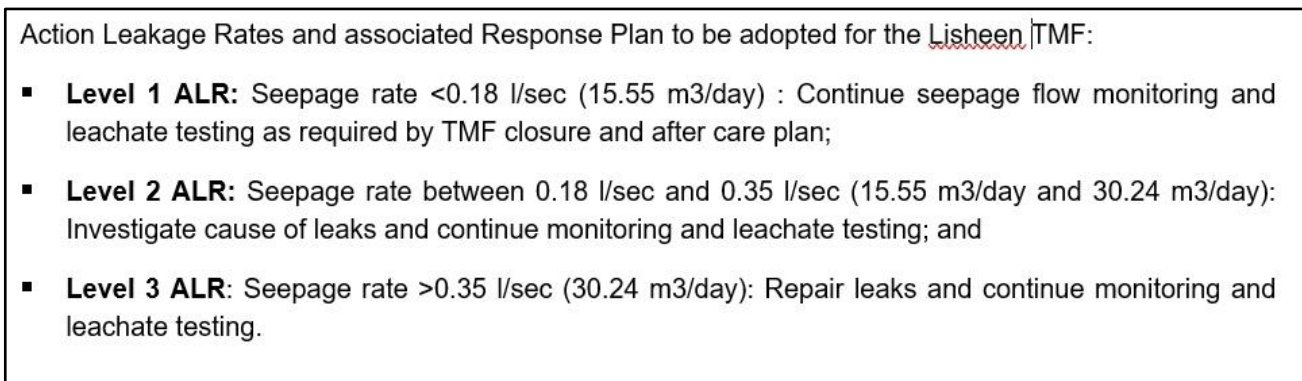 Action Leakage Rates and associated Response Plan to be adopted for the Lisheen TMF:
▪ Level 1 ALR: Seepage rate <0.18 l/sec (15.55 m3/day) : Continue seepage flow monitoring and
leachate testing as required by TMF closure and after care plan;
▪ Level 2 ALR: Seepage rate between 0.18 l/sec and 0.35 l/sec (15.55 m3/day and 30.24 m3/day):
Investigate cause of leaks and continue monitoring and leachate testing; and
▪ Level 3 ALR: Seepage rate >0.35 l/sec (30.24 m3/day): Repair leaks and continue monitoring and
leachate testing.